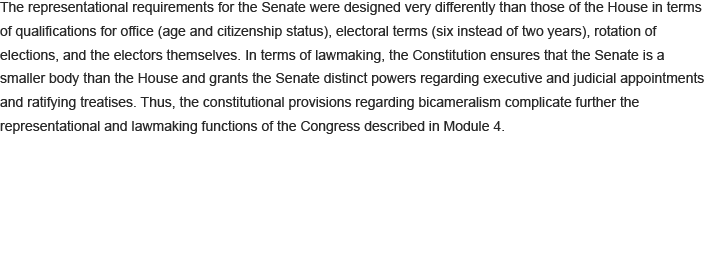 The representational requirements for the Senate were designed very differently than those of the House in terms
of qualifications for office (age and citizenship status), electoral terms (six instead of two years), rotation of
elections, and the electors themselves. In terms of lawmaking, the Constitution ensures that the Senate is a
smaller body than the House and grants the Senate distinct powers regarding executive and judicial appointments
and ratifying treatises. Thus, the constitutional provisions regarding bicameralism complicate further the
representational and lawmaking functions of the Congress described in Module 4.